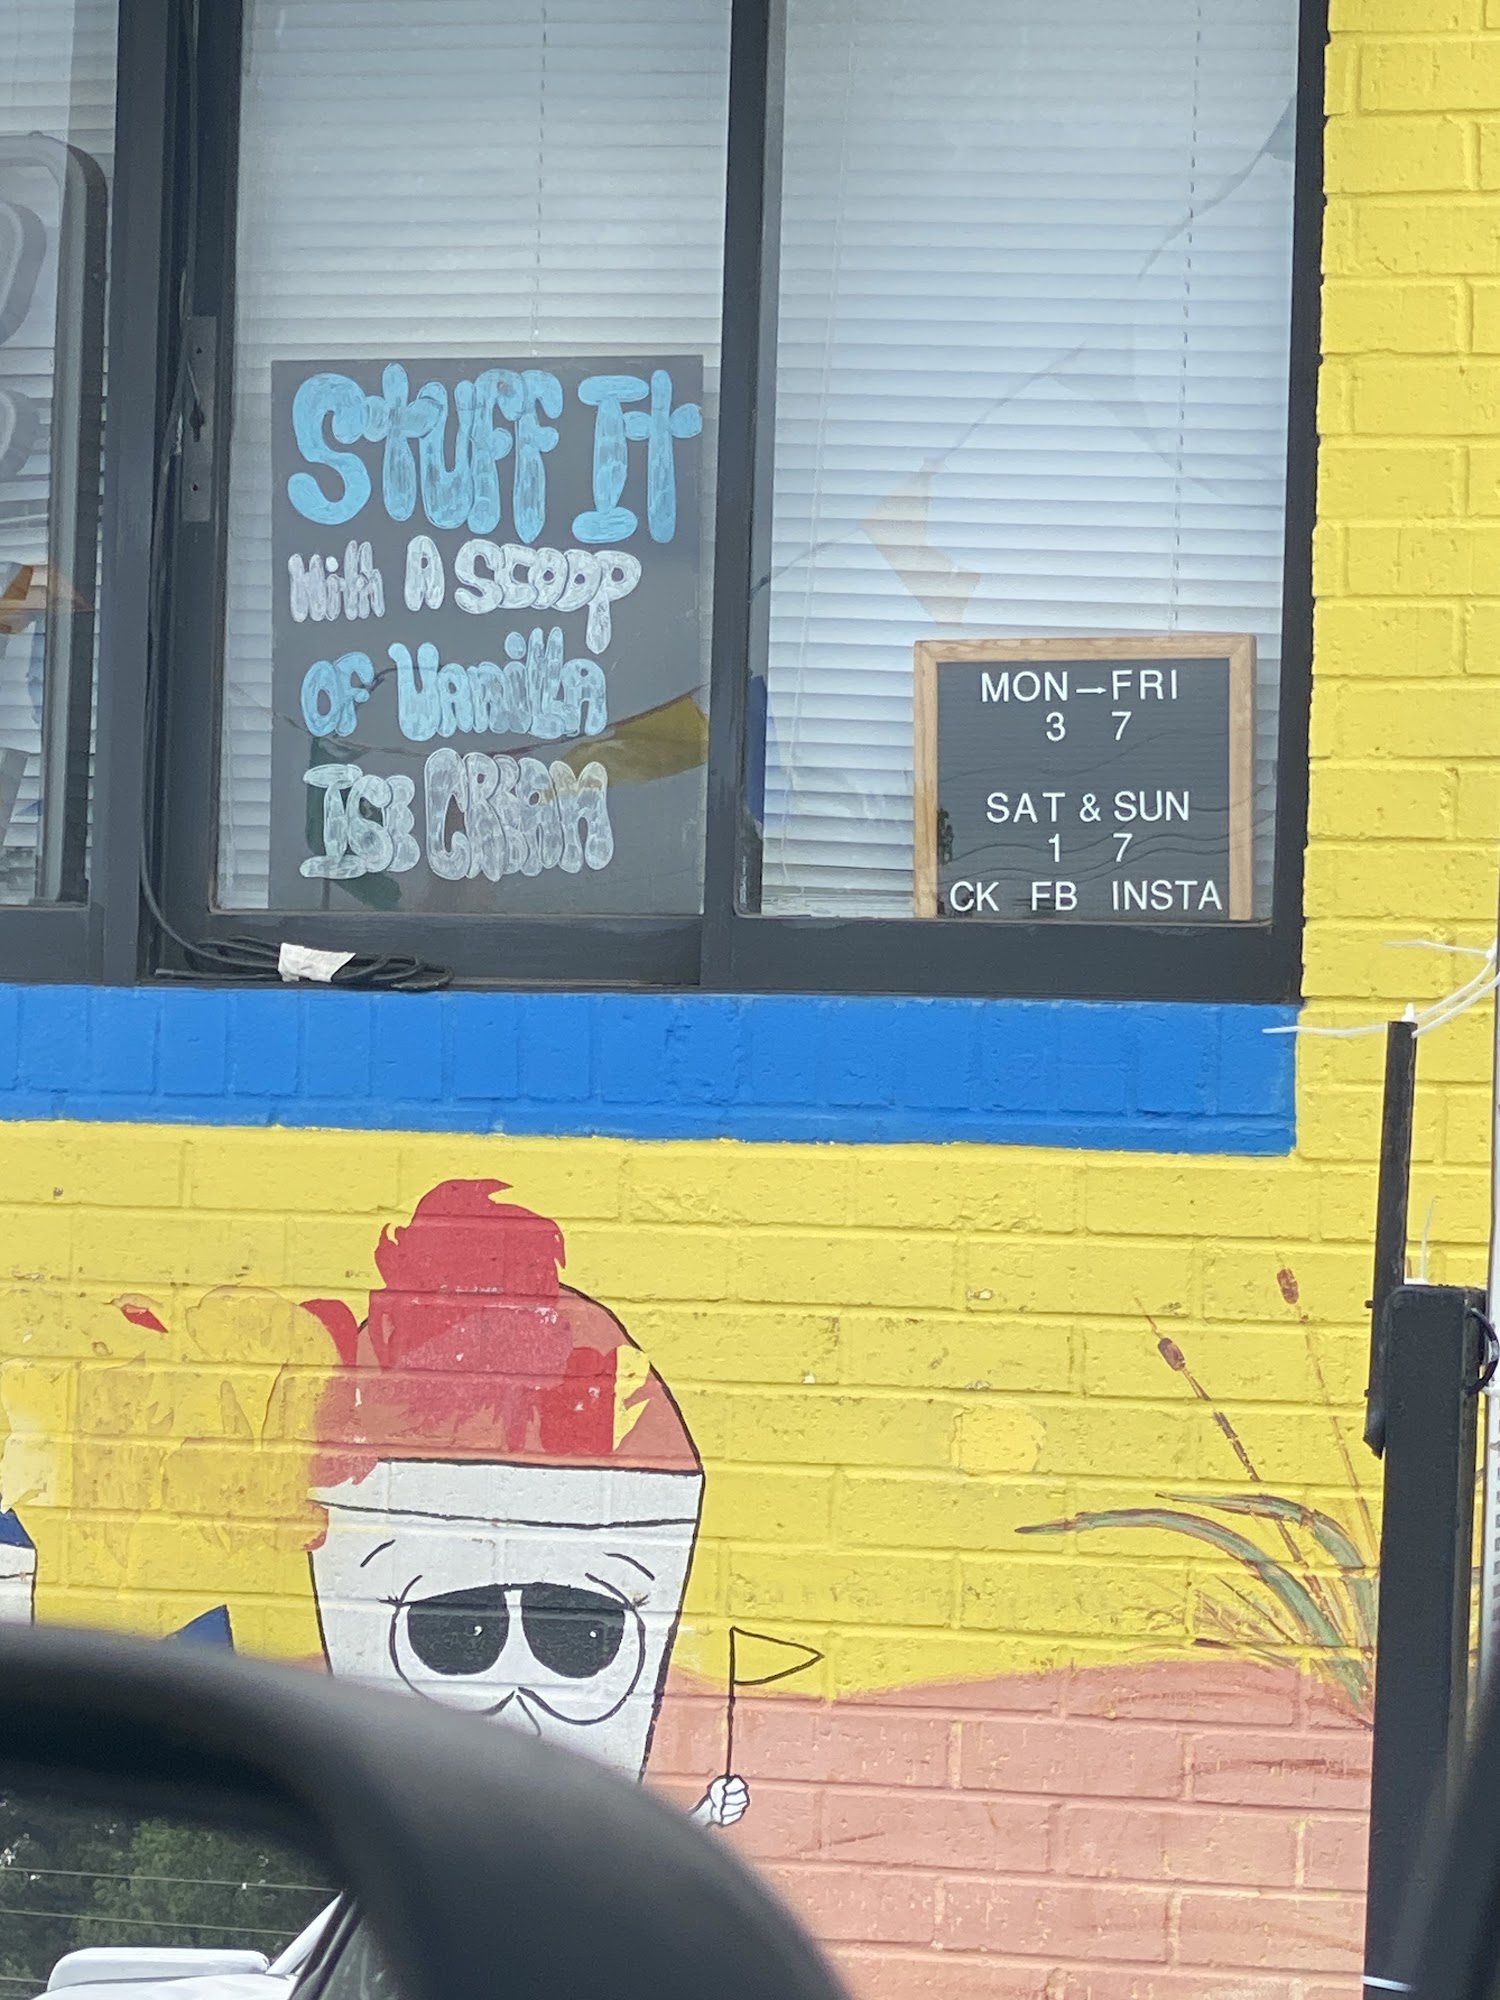 Stuff It
With A Scoop
OF Vanilla
ICE CREAM
MON→FRI
3 7
SAT & SUN
1 7
CK FB INSTA